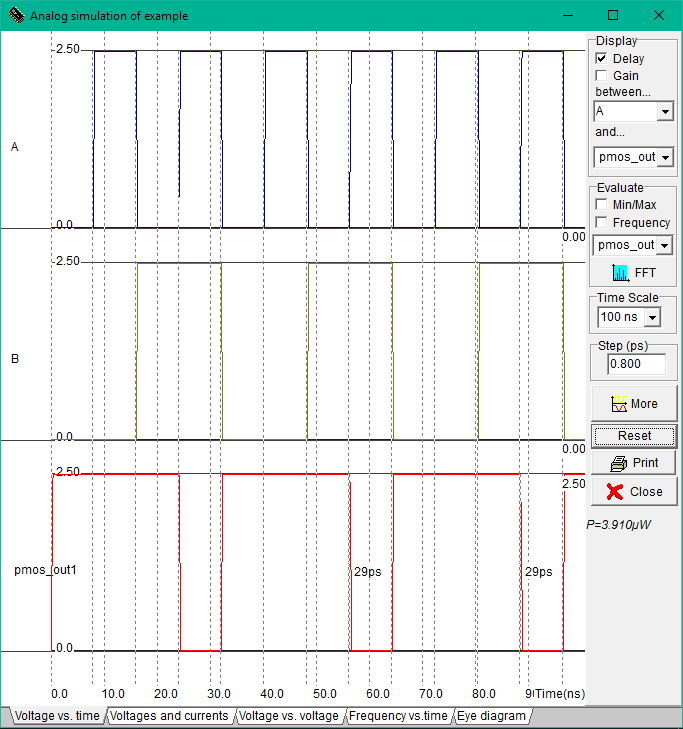 Analog simulation of example
2.50
A
0.0
0.00
2.50
B
0.0
0.00
2.50
2.50
pmos_out1
29ps
29ps
0.0
0.0 10.0 20.0 30.0 40.0 50.0 60.0 70.0 80.0 9 Time(ns)
Voltage vs. time Voltages and currents Voltage vs. voltage Frequency vs.time Eye diagram
Display
Delay
Gain
between...
A
and...
pmos_out
Evaluate
Min/Max
Frequency
pmos_out
FFT
Time Scale
100 ns
Step (ps)
0.800
More
Reset
Print
Close
P=3.910µW